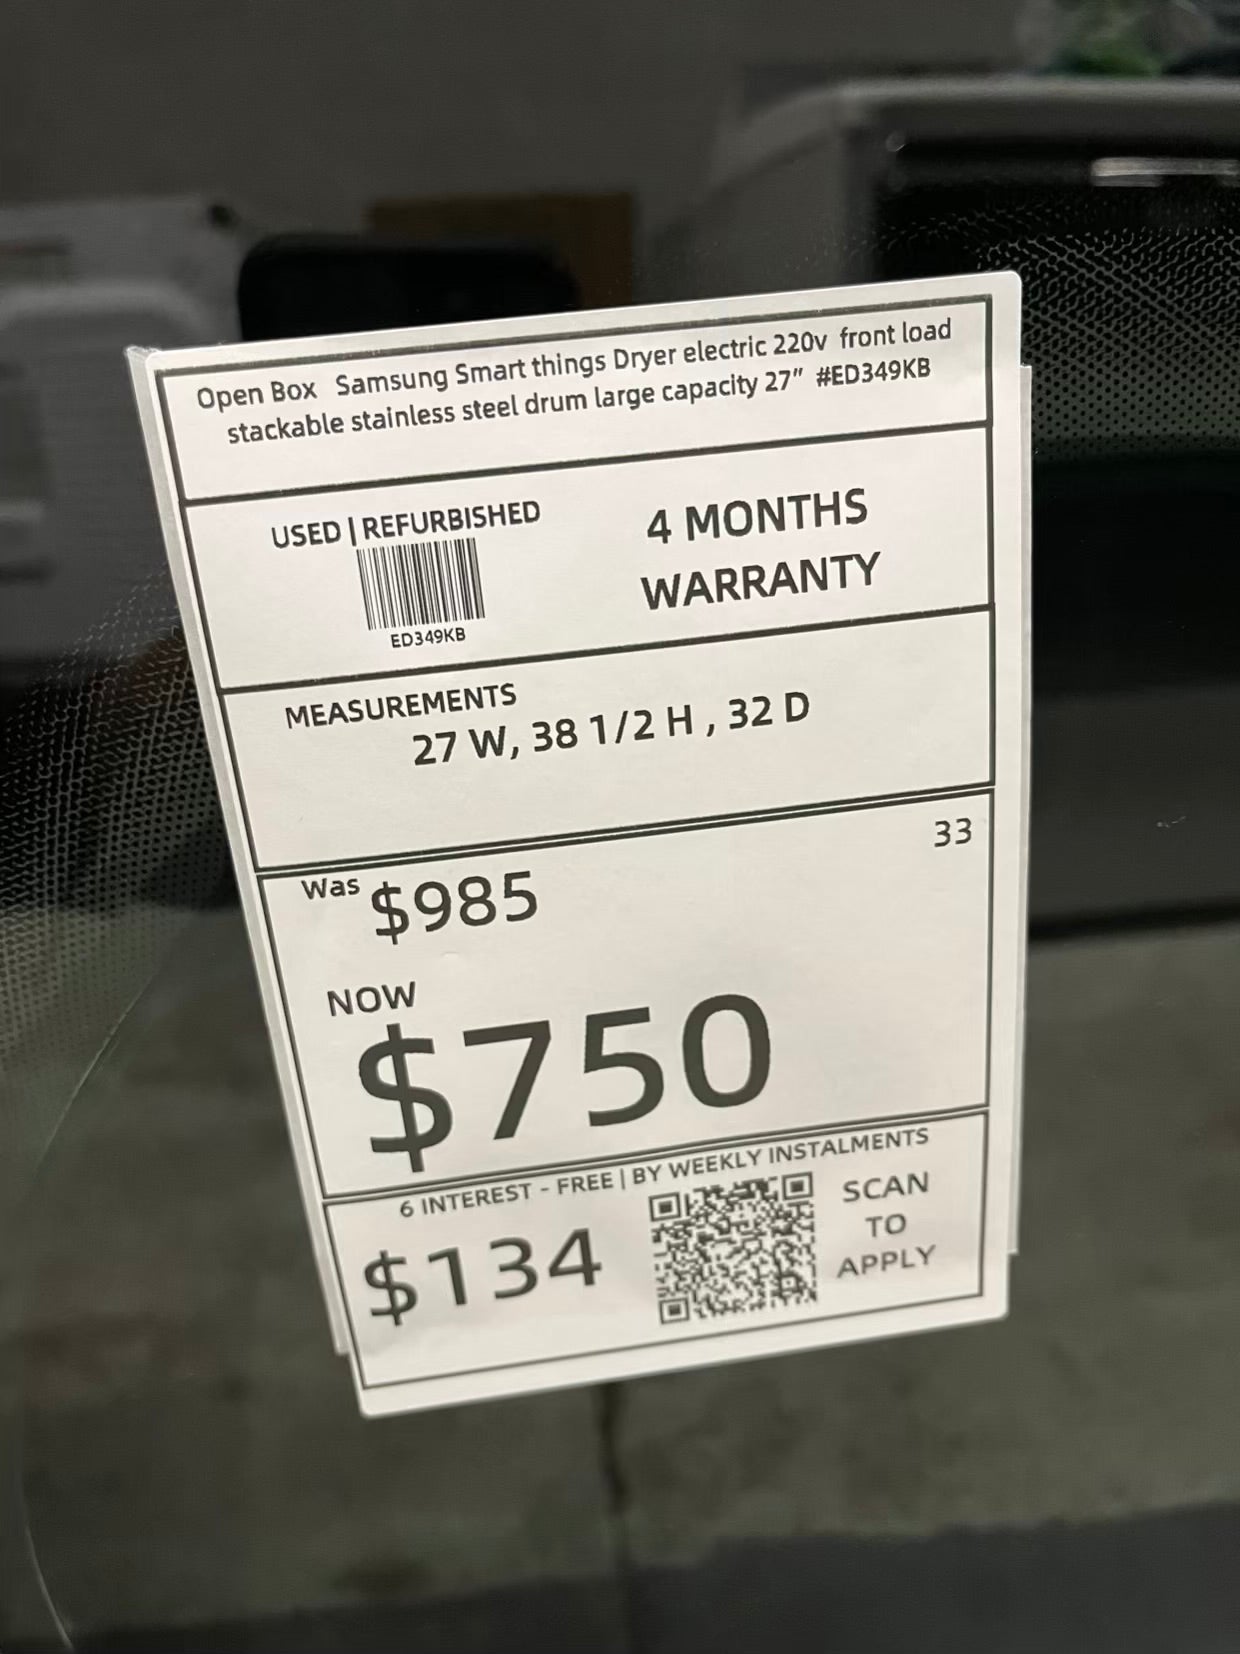 Open Box Samsung Smart things Dryer electric 220v front load
stackable stainless steel drum large capacity 27" #ED349KB
USED | REFURBISHED
ED349KB
4 MONTHS
WARRANTY
MEASUREMENTS
27 W, 38 1/2 H , 32 D
33
Was $985
NOW
$750
6 INTEREST - FREE | BY WEEKLY INSTALMENTS
$134
SCAN
TO
APPLY